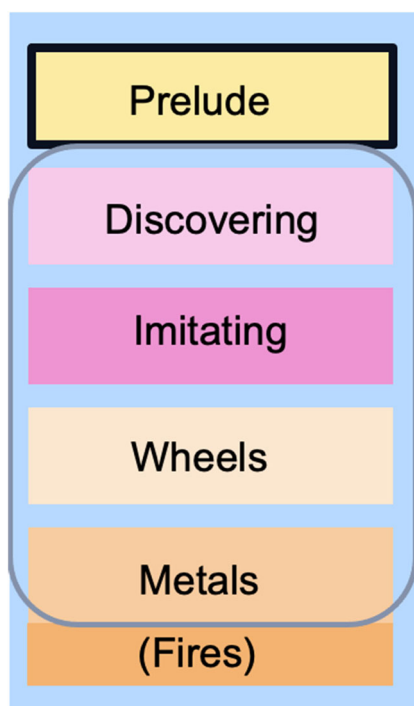 Prelude
Discovering
Imitating
Wheels
Metals
(Fires)